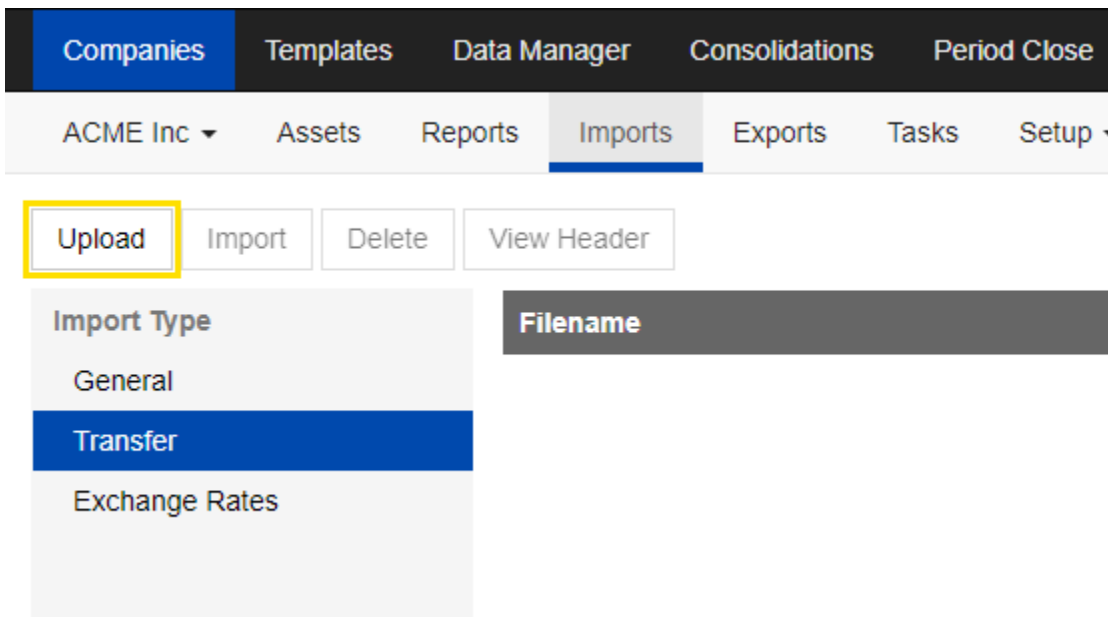 Companies Templates Data Manager Consolidations Period Close
ACME Inc Assets Reports Imports Exports Tasks Setup
Upload Import Delete View Header
Import Type
Filename
General
Transfer
Exchange Rates